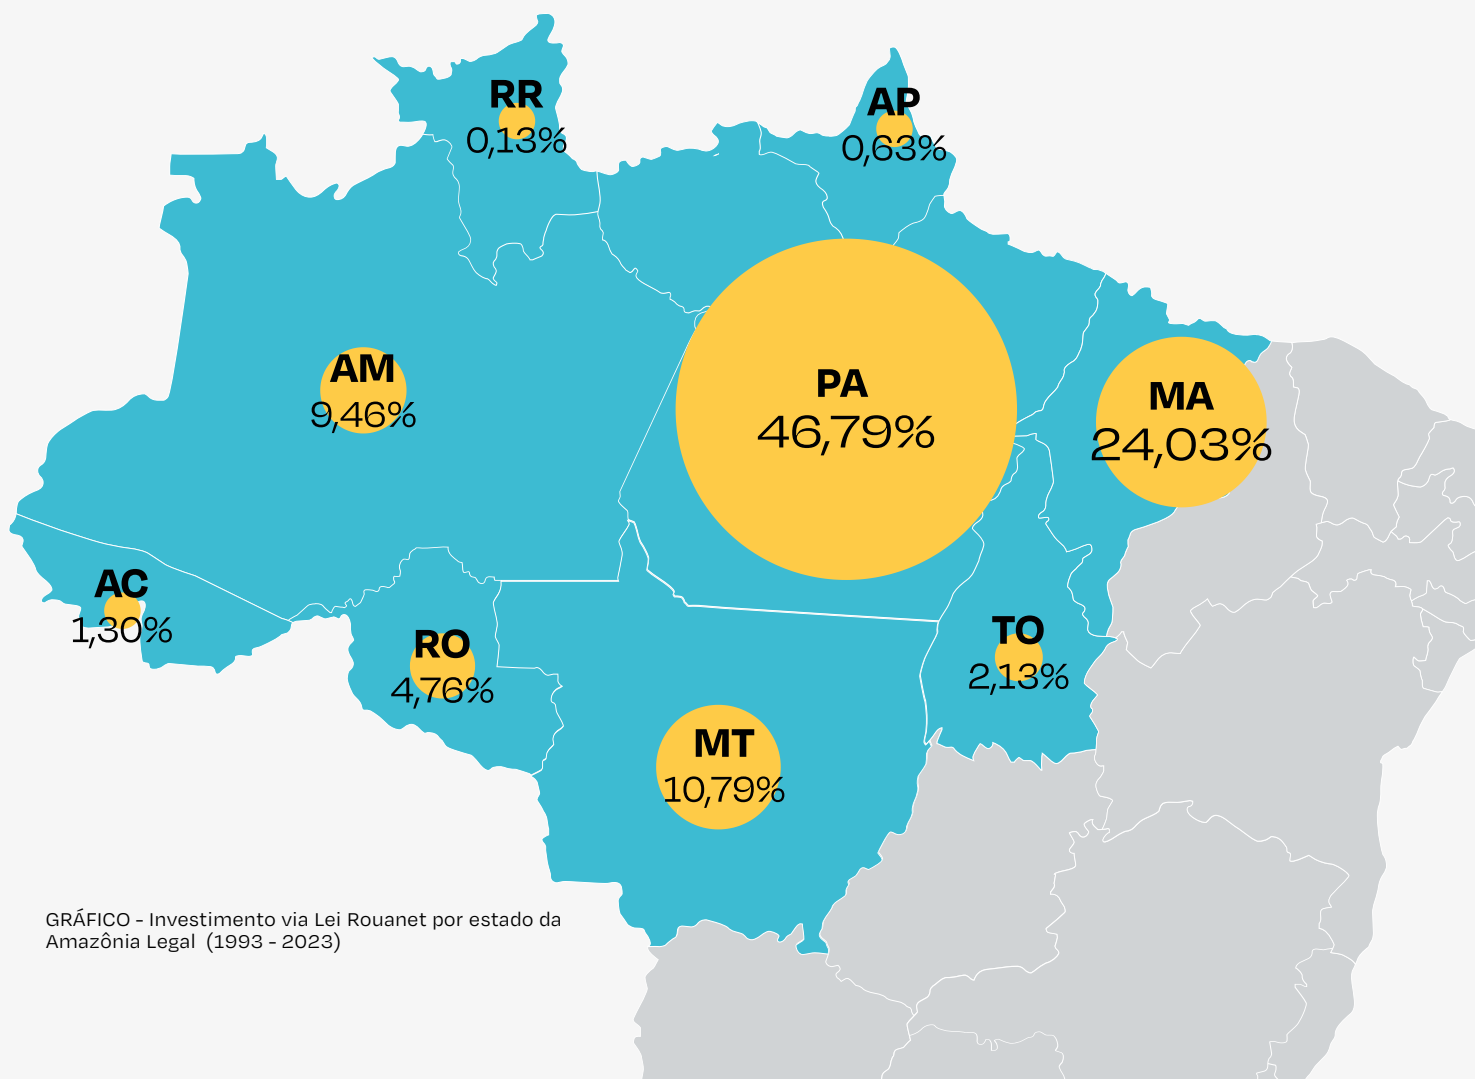 RR
0,13%
AP
0,63%
AM
9,46%
PA
46,79%
MA
24,03%
AC
1,30%
RO
4,76%
TO
2,13%
MT
10,79%
GRÁFICO - Investimento via Lei Rouanet por estado da
Amazônia Legal (1993 - 2023)